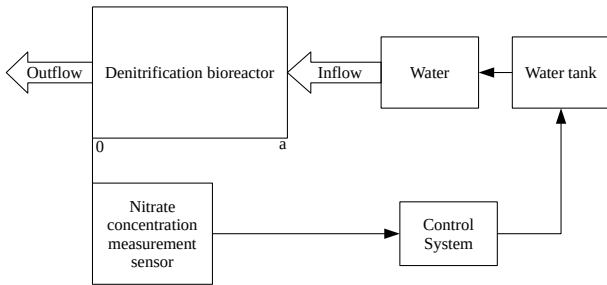 Outflow
Denitrification bioreactor
Inflow
Water
Water tank
0
a
Nitrate
concentration
measurement
sensor
Control
System